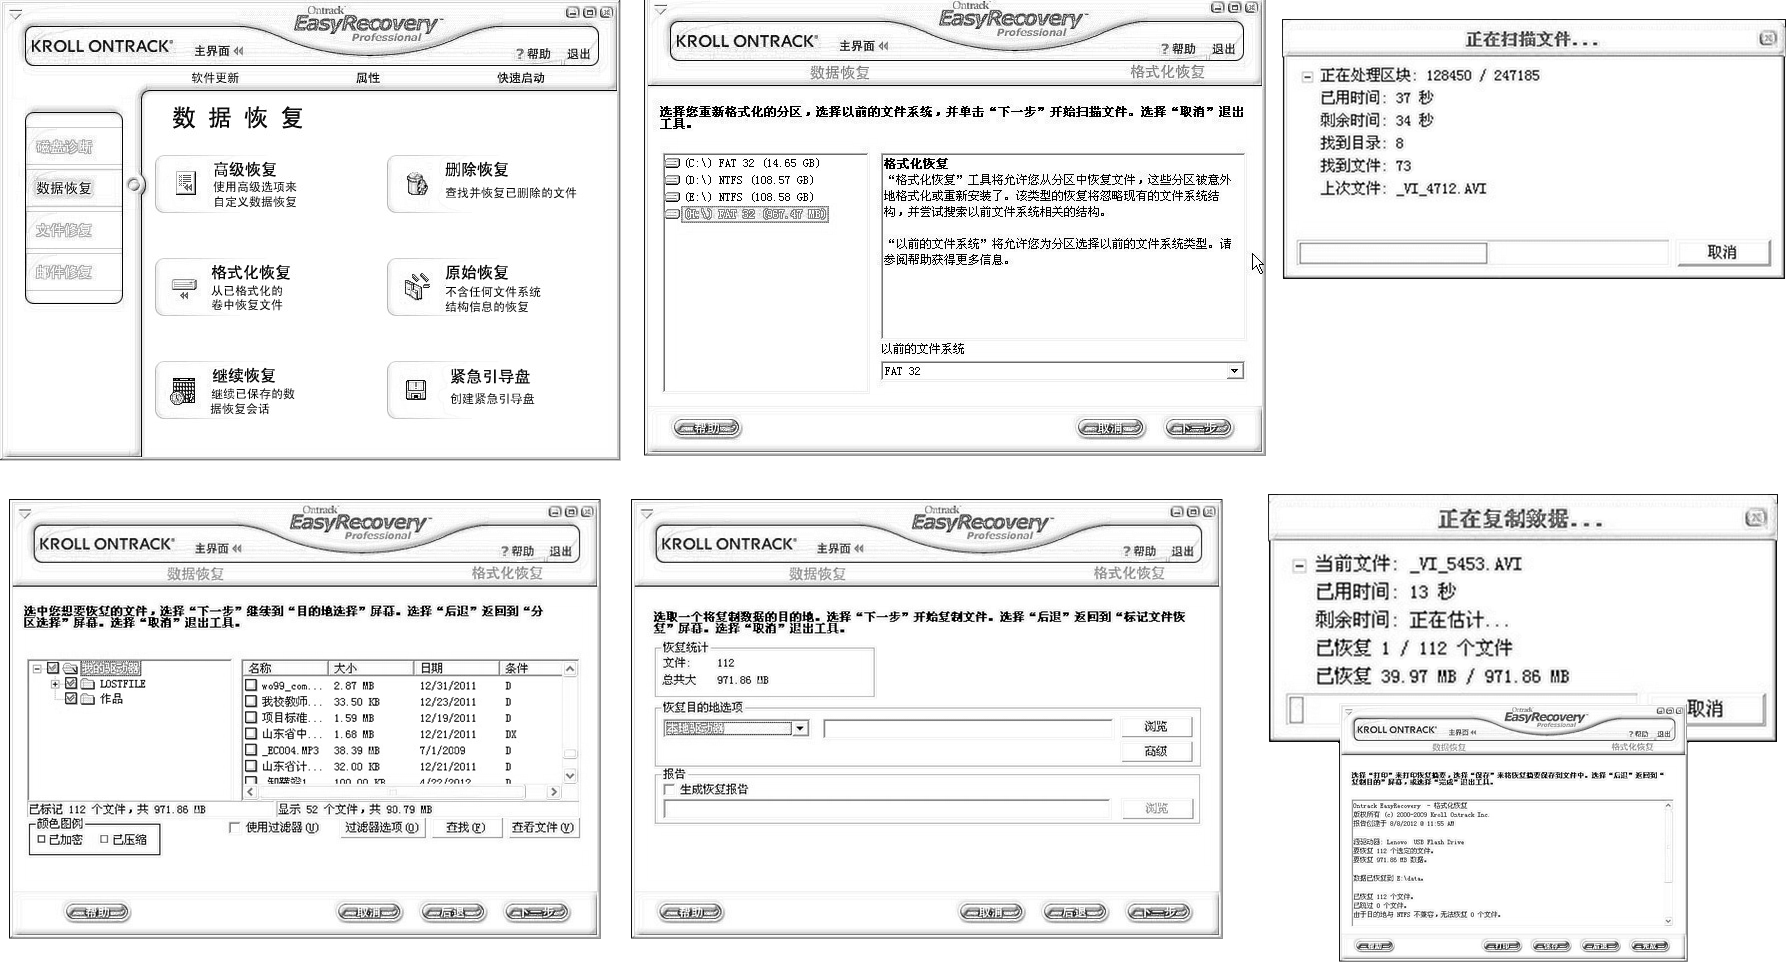 Ontrack
EasyRecovery
Professional
KROLL ONTRACK
主界面
?帮助 退出
软件更新 属性 快速启动
磁盘诊断
数据恢复
文件修复
邮件修复
数据恢复
高级恢复
使用高级选项来
自定义数据恢复
删除恢复
查找并恢复已删除的文件
格式化恢复
从已格式化的
卷中恢复文件
原始恢复
不含任何文件系统
结构信息的恢复
继续恢复
继续已保存的数
据恢复会话
紧急引导盘
创建紧急引导盘
Ontrack
EasyRecovery
Professional
KROLL ONTRACK
主界面
?帮助 退出
数据恢复 格式化恢复
选择您重新格式化的分区，选择以前的文件系统，并单击“下一步”开始扫描文件。选择“取消”退出
工具。
(C:\) FAT 32 (14.65 GB)
(D:\) NTFS (108.57 GB)
(E:\) NTFS (108.58 GB)
FAT 32 (967.47 MB)
格式化恢复
“格式化恢复”工具将允许您从分区中恢复文件，这些分区被意外
地格式化或重新安装了。该类型的恢复将忽略现有的文件系统结
构，并尝试搜索以前文件系统相关的结构。
“以前的文件系统”将允许您为分区选择以前的文件系统类型。请
参阅帮助获得更多信息。
以前的文件系统
FAT 32
帮助 取消 下一步
正在扫描文件...
正在处理区块: 128450 / 247185
已用时间: 37 秒
剩余时间: 34 秒
找到目录: 8
找到文件: 73
上次文件: _VI_4712.AVI
取消
Ontrack
EasyRecovery
Professional
KROLL ONTRACK
主界面
?帮助 退出
数据恢复 格式化恢复
选中您想要恢复的文件，选择“下一步”继续到“目的地选择”屏幕。选择“后退”返回到“分
区选择”屏幕。选择“取消”退出工具。
我的驱动器
LOSTFILE
作品
名称 大小 日期 条件
wo99_com... 2.87 MB 12/31/2011 D
我校教师... 33.50 KB 12/23/2011 D
项目标准... 1.59 MB 12/19/2011 D
山东省中... 1.68 MB 12/21/2011 DX
_EC004.MP3 38.39 MB 7/1/2009 D
山东省计... 32.00 KB 12/21/2011 D
100.00 KB 4/22/2012 D
已标记 112 个文件，共 971.86 MB 显示 52 个文件，共 90.79 MB
颜色图例
已加密 已压缩
使用过滤器(U) 过滤器选项(O) 查找(F) 查看文件(V)
帮助 取消 后退 下一步
Ontrack
EasyRecovery
Professional
KROLL ONTRACK
主界面
?帮助 退出
数据恢复 格式化恢复
选取一个将复制数据的目的地。选择“下一步”开始复制文件。选择“后退”返回到“标记文件恢
复”屏幕。选择“取消”退出工具。
恢复统计
文件: 112
总共大 971.86 MB
恢复目的地选项
本地驱动器 浏览
高级
报告
生成恢复报告
浏览
帮助 取消 后退 下一步
正在复制数据...
当前文件: _VI_5453.AVI
已用时间: 13 秒
剩余时间: 正在估计...
已恢复 1 / 112 个文件
已恢复 39.97 MB / 971.86 MB
取消
Ontrack
EasyRecovery
Professional
KROLL ONTRACK
主界面
?帮助 退出
数据恢复 格式化恢复
选择“打印”来打印恢复摘要，选择“保存”来将恢复摘要保存到文件中。选择“后退”返回到“
复制目的”屏幕，或选择“完成”退出工具。
Ontrack EasyRecovery - 格式化恢复
版权所有 (c) 2000-2009 Kroll Ontrack Inc.
报告创建于 8/8/2012 @ 11:55 AM
源驱动器: Lenovo USB Flash Drive
要恢复 112 个选定的文件。
要恢复 971.86 MB 数据。
数据已恢复到 E:\data。
已恢复 112 个文件。
已跳过 0 个文件。
由于目的地与 NTFS 不兼容，无法恢复 0 个文件。
帮助 打印 保存 后退 完成